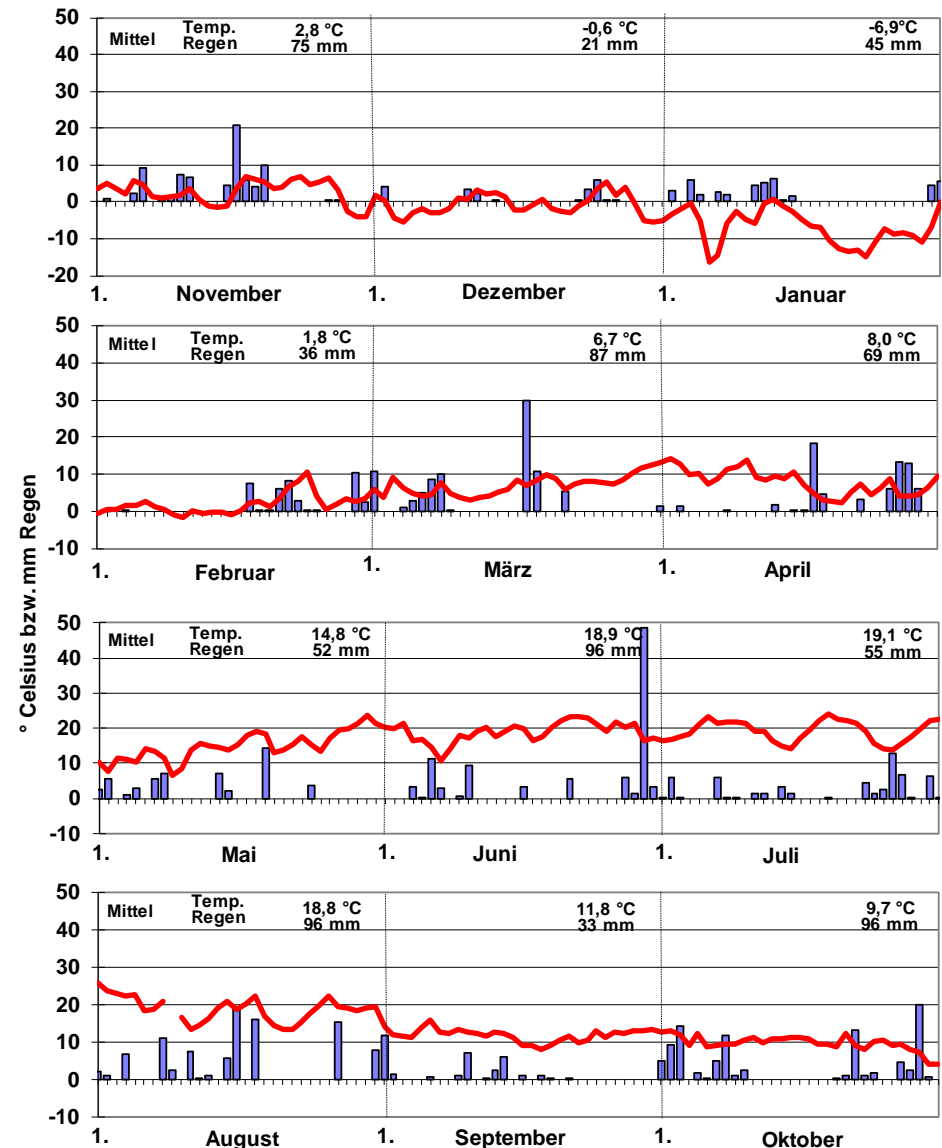 50
Mittel Temp. 2,8 °C -0,6 °C -6,9°C
Regen 75 mm 21 mm 45 mm
40
30
20
10
0
-10
-20
1. November 1. Dezember 1. Januar
50
Mittel Temp. 1,8 °C 6,7 °C 8,0 °C
Regen 36 mm 87 mm 69 mm
40
30
20
10
0
-10
1. Februar 1. März 1. April
° Celsius bzw. mm Regen
50
Mittel Temp. 14,8 °C 18,9 °C 19,1 °C
Regen 52 mm 96 mm 55 mm
40
30
20
10
0
-10
1. Mai 1. Juni 1. Juli
50
Mittel Temp. 18,8 °C 11,8 °C 9,7 °C
Regen 96 mm 33 mm 96 mm
40
30
20
10
0
-10
1. August 1. September 1. Oktober